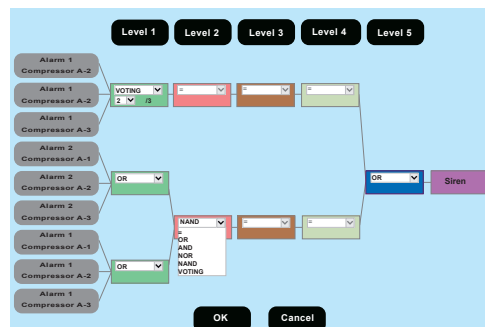 Level 1 Level 2 Level 3 Level 4 Level 5
Alarm 1
Compressor A-2
Alarm 1
Compressor A-2
Alarm 1
Compressor A-3
VOTING = = =
2 /3
Alarm 2
Compressor A-1
Alarm 2
Compressor A-2
Alarm 2
Compressor A-3
OR
OR
Siren
Alarm 1
Compressor A-1
Alarm 1
Compressor A-2
Alarm 1
Compressor A-3
OR
NAND = =
=
OR
AND
NOR
NAND
VOTING
OK Cancel